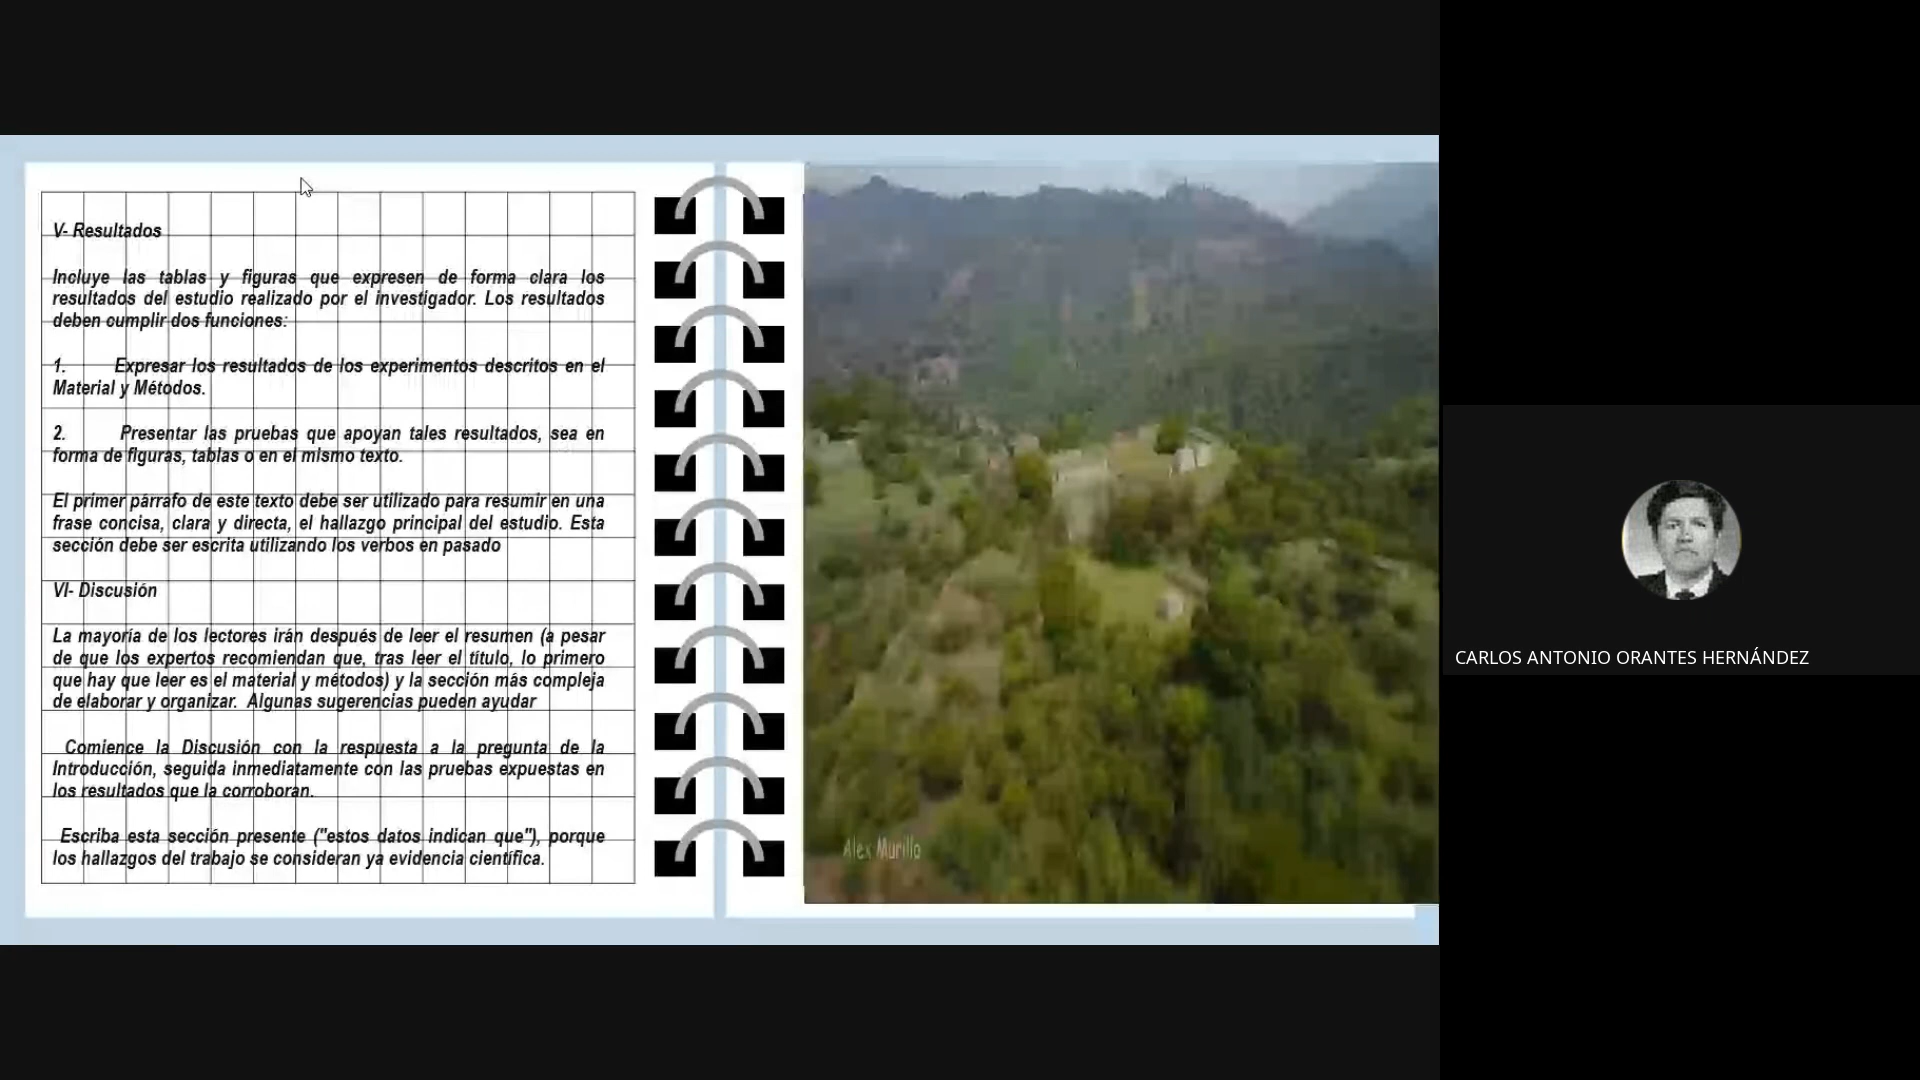 V- Resultados
Incluye las tablas y figuras que expresen de forma clara los
resultados del estudio realizado por el investigador. Los resultados
deben cumplir dos funciones:
1. Expresar los resultados de los experimentos descritos en el
Material y Métodos.
2. Presentar las pruebas que apoyan tales resultados, sea en
forma de figuras, tablas o en el mismo texto.
El primer párrafo de este texto debe ser utilizado para resumir en una
frase concisa, clara y directa, el hallazgo principal del estudio. Esta
sección debe ser escrita utilizando los verbos en pasado
VI- Discusión
La mayoría de los lectores irán después de leer el resumen (a pesar
de que los expertos recomiendan que, tras leer el título, lo primero
que hay que leer es el material y métodos) y la sección más compleja
de elaborar y organizar. Algunas sugerencias pueden ayudar
Comience la Discusión con la respuesta a la pregunta de la
Introducción, seguida inmediatamente con las pruebas expuestas en
los resultados que la corroboran.
Escriba esta sección presente ("estos datos indican que"), porque
los hallazgos del trabajo se consideran ya evidencia científica.
Alex Murillo
CARLOS ANTONIO ORANTES HERNÁNDEZ